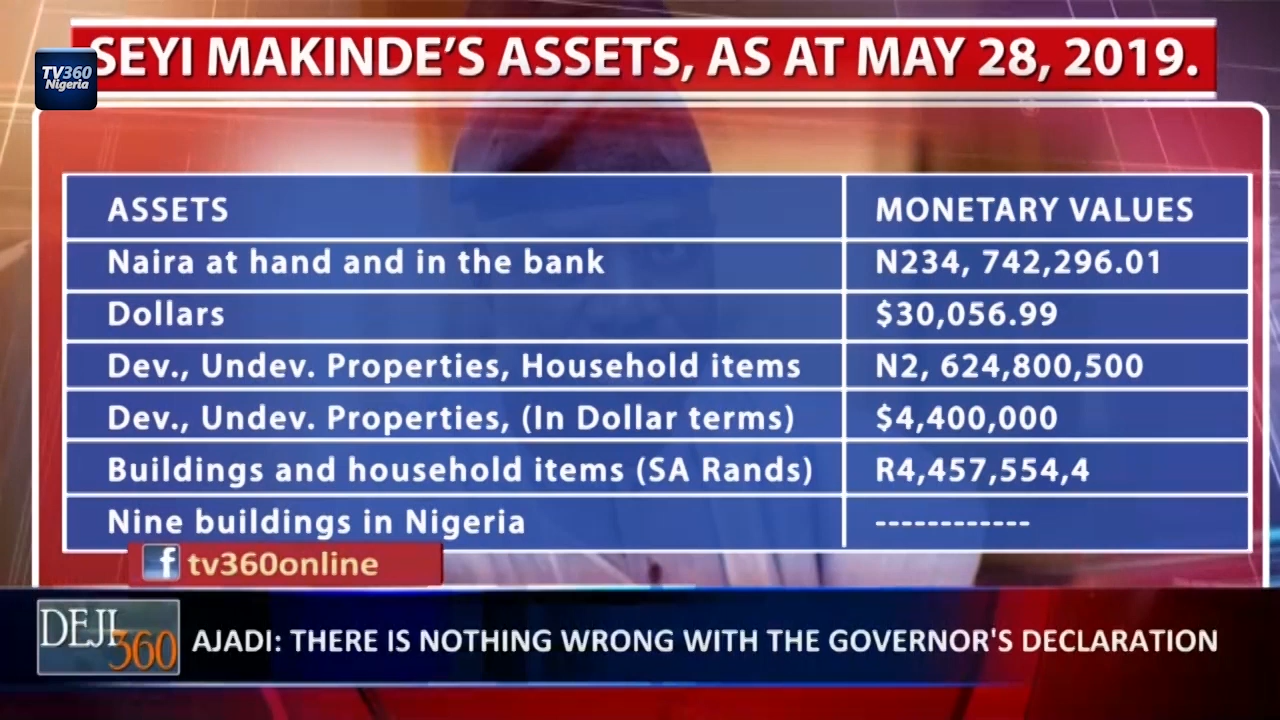 SEYI MAKINDE'S ASSETS, AS AT MAY 28, 2019.
TV360
Nigeria
ASSETS MONETARY VALUES
Naira at hand and in the bank N234, 742,296.01
Dollars $30,056.99
Dev., Undev. Properties, Household items N2, 624,800,500
Dev., Undev. Properties, (In Dollar terms) $4,400,000
Buildings and household items (SA Rands) R4,457,554,4
Nine buildings in Nigeria ------------
f tv360online
DEJI
360
AJADI: THERE IS NOTHING WRONG WITH THE GOVERNOR'S DECLARATION